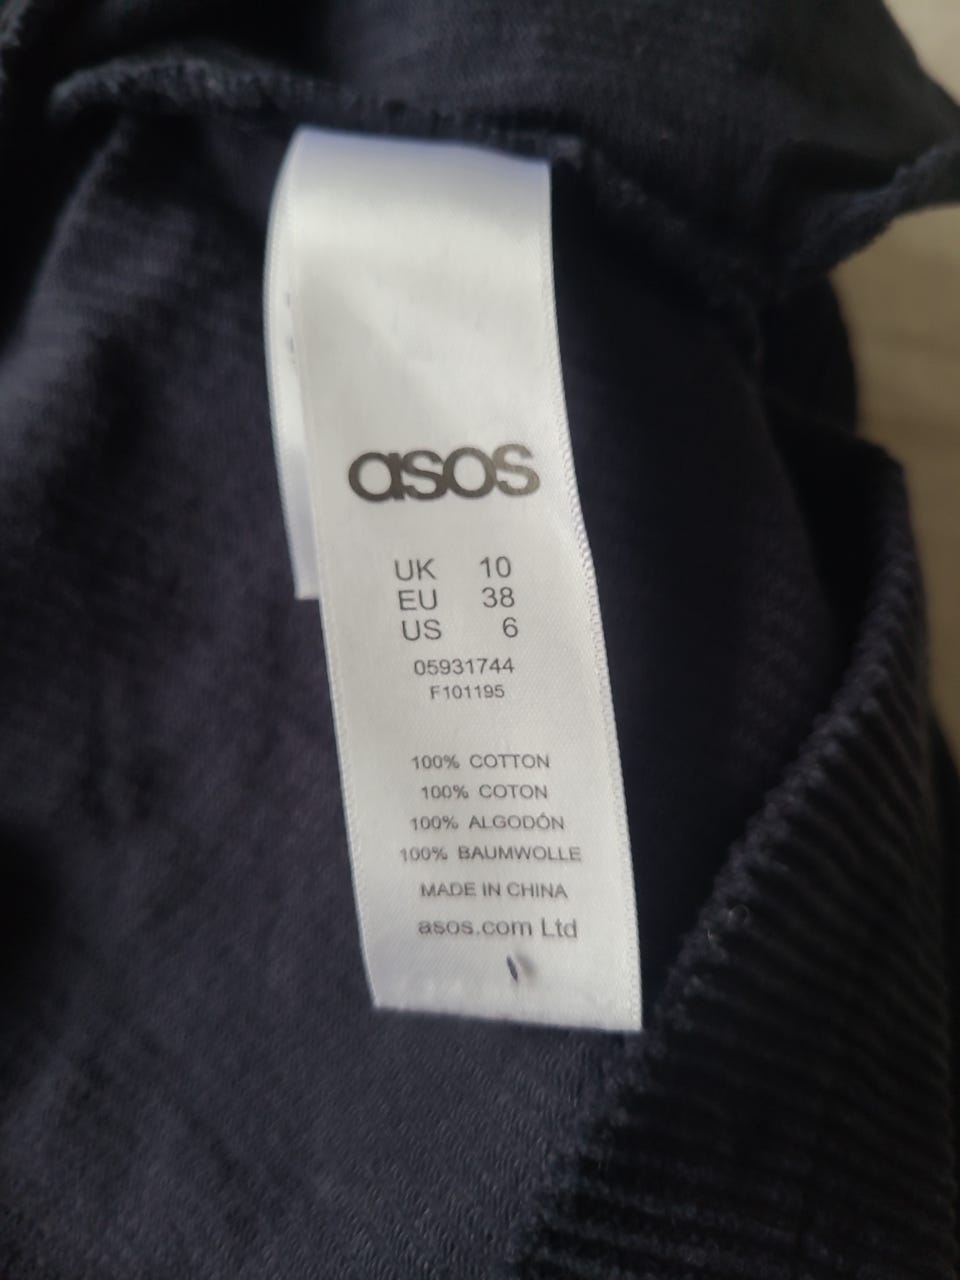 asos
UK 10
EU 38
US 6
05931744
F101195
100% COTTON
100% COTON
100% ALGODÓN
100% BAUMWOLLE
MADE IN CHINA
asos.com Ltd